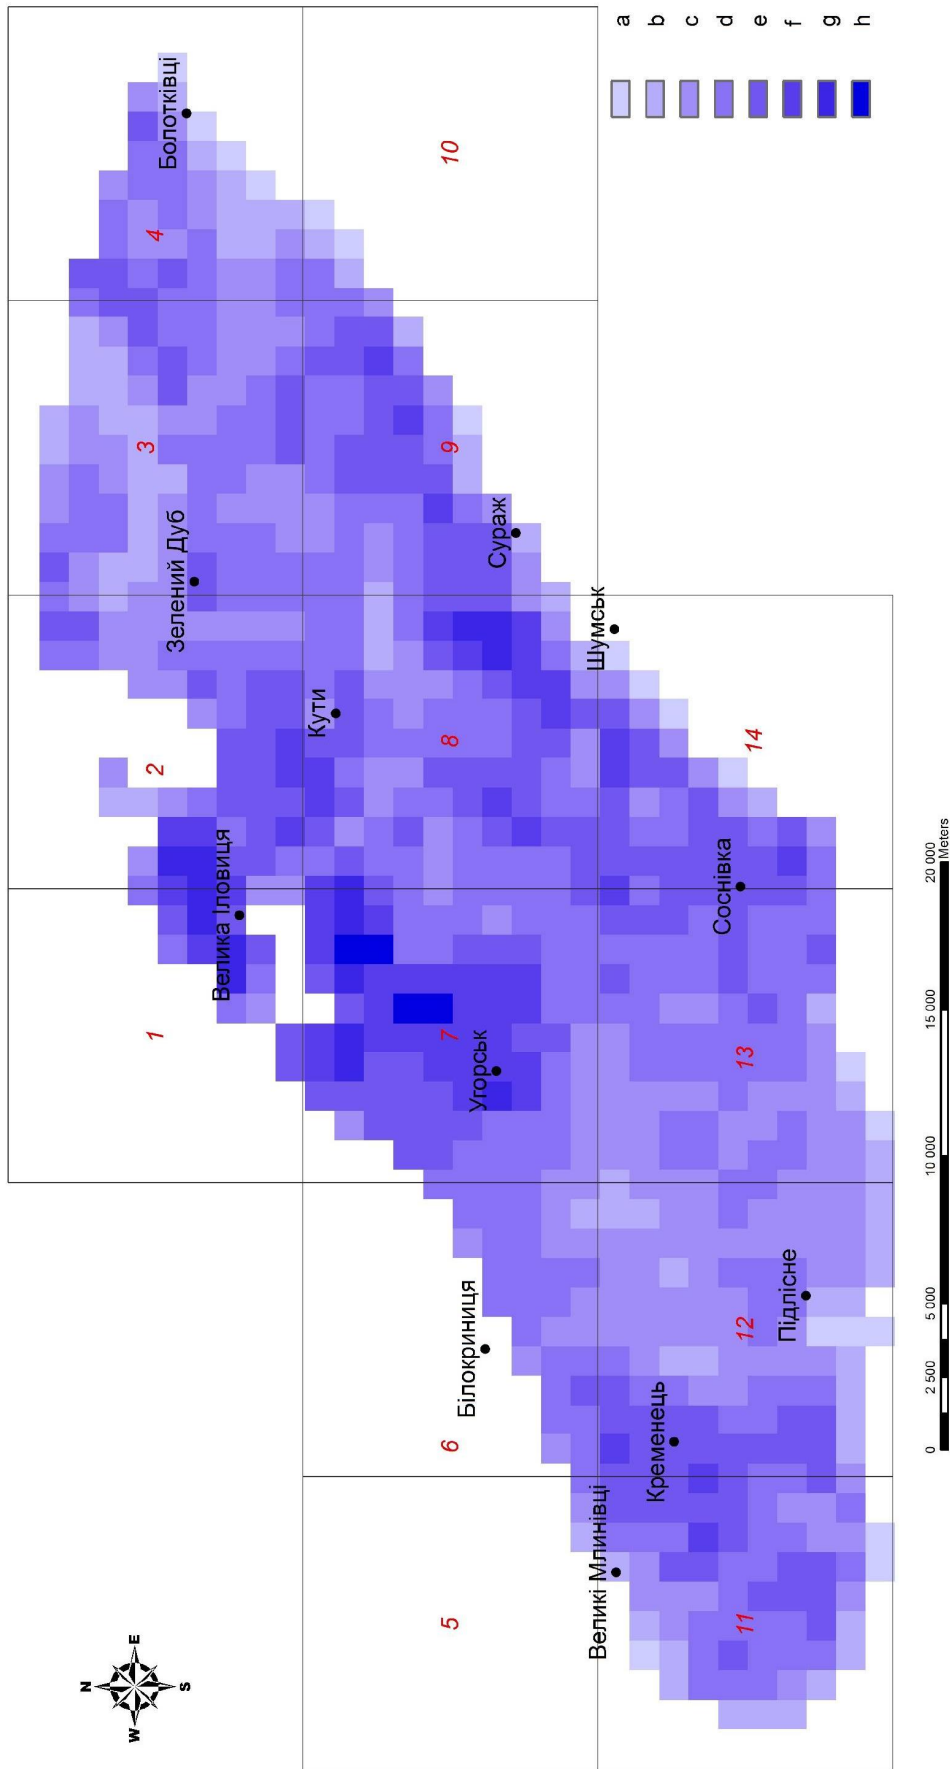 N
W
E
S
1
2
3
4
Болотківці
Зелений Дуб
Велика Іловиця
Кути
5
6
7
8
9
10
Білокриниця
Угорськ
Сураж
Шумськ
Великі Млинівці
Кременець
11
12
13
14
Соснівка
Підлісне
a
b
c
d
e
f
g
h
0 2 500 5 000 10 000 15 000 20 000
Meters